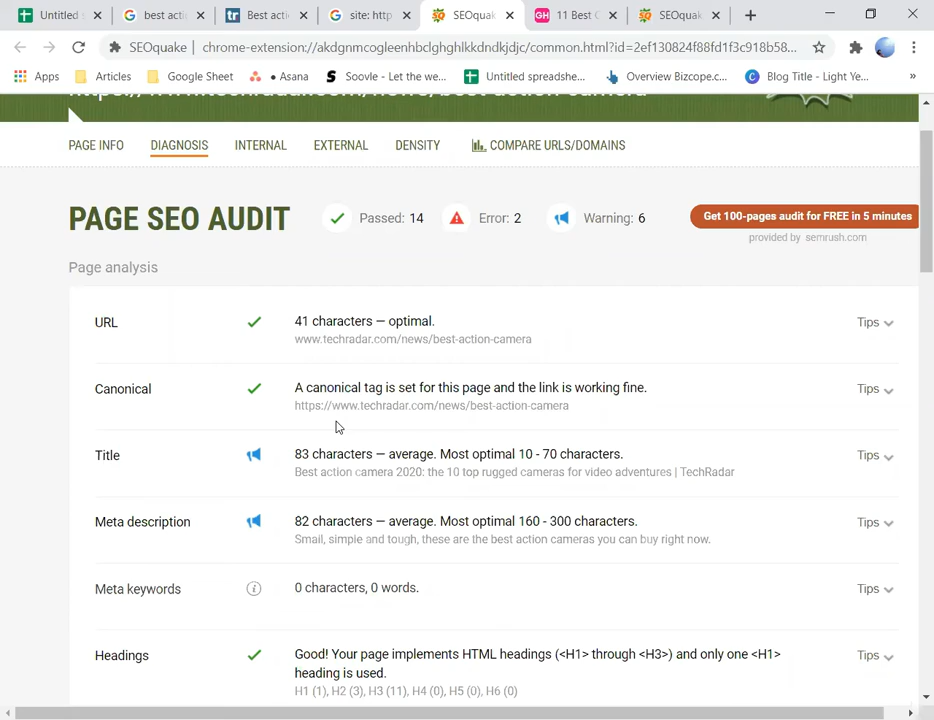 Untitled
best acti
Best acti
site: http
SEOquak
11 Best
SEOquak
SEOquake
chrome-extension://akdgnmcogleenhbclghghlkkdndkjdjc/common.html?id=2ef130824f88fd1f3c918b58...
Apps
Articles
Google Sheet
• Asana
Soovle - Let the we...
Untitled spreadshe...
Overview Bizcope.c...
Blog Title - Light Ye...
»
https://www.techradar.com/news/best-action-camera
PAGE INFO
DIAGNOSIS
INTERNAL
EXTERNAL
DENSITY
COMPARE URLS/DOMAINS
PAGE SEO AUDIT
Passed: 14
Error: 2
Warning: 6
Get 100-pages audit for FREE in 5 minutes
provided by semrush.com
Page analysis
URL
41 characters — optimal.
Tips
www.techradar.com/news/best-action-camera
Canonical
A canonical tag is set for this page and the link is working fine.
Tips
https://www.techradar.com/news/best-action-camera
Title
83 characters — average. Most optimal 10 - 70 characters.
Tips
Best action camera 2020: the 10 top rugged cameras for video adventures | TechRadar
Meta description
82 characters — average. Most optimal 160 - 300 characters.
Tips
Small, simple and tough, these are the best action cameras you can buy right now.
Meta keywords
0 characters, 0 words.
Tips
Headings
Good! Your page implements HTML headings (<H1> through <H3>) and only one <H1>
heading is used.
Tips
H1 (1), H2 (3), H3 (11), H4 (0), H5 (0), H6 (0)